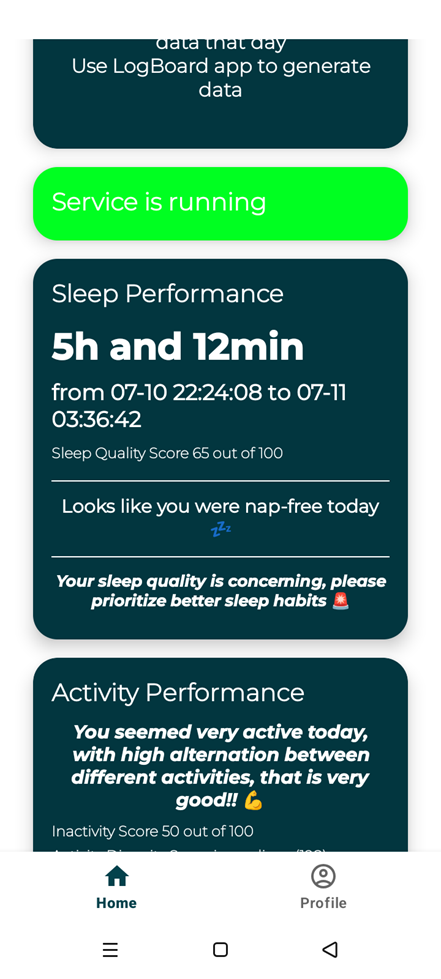 data that day
Use LogBoard app to generate
data
Service is running
Sleep Performance
5h and 12min
from 07-10 22:24:08 to 07-11
03:36:42
Sleep Quality Score 65 out of 100
Looks like you were nap-free today
💤
Your sleep quality is concerning, please
prioritize better sleep habits 🚨
Activity Performance
You seemed very active today,
with high alternation between
different activities, that is very
good!! 💪
Inactivity Score 50 out of 100
Home
Profile